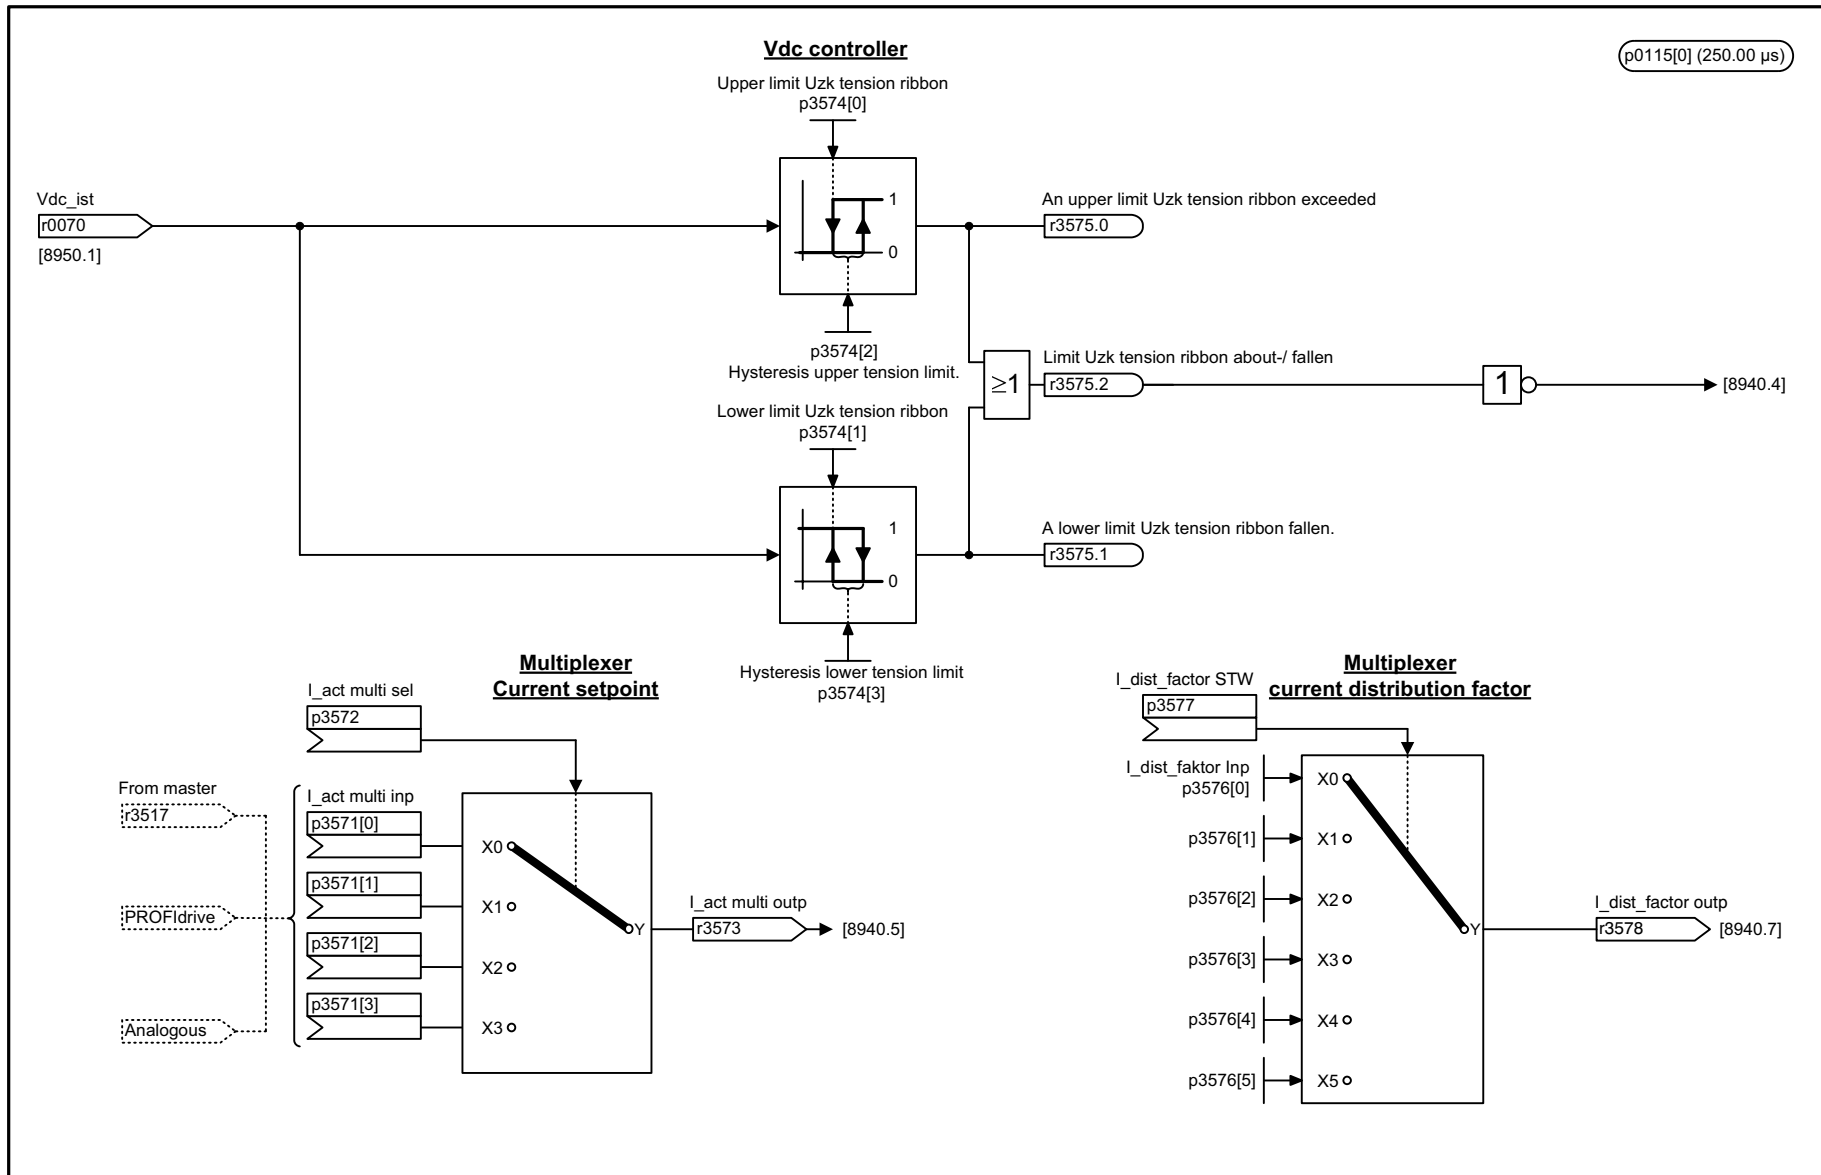 Vdc controller
p0115[0] (250.00 µs)
Upper limit Uzk tension ribbon
p3574[0]
Vdc_ist
r0070
[8950.1]
1
0
An upper limit Uzk tension ribbon exceeded
r3575.0
p3574[2]
Hysteresis upper tension limit.
≥1
Limit Uzk tension ribbon about-/ fallen
r3575.2
1
[8940.4]
Lower limit Uzk tension ribbon
p3574[1]
1
0
A lower limit Uzk tension ribbon fallen.
r3575.1
Hysteresis lower tension limit
p3574[3]
Multiplexer
Current setpoint
I_act multi sel
p3572
From master
r3517
PROFIdrive
Analogous
I_act multi inp
p3571[0]
p3571[1]
p3571[2]
p3571[3]
X0
X1
X2
X3
Y
I_act multi outp
r3573
[8940.5]
Multiplexer
current distribution factor
I_dist_factor STW
p3577
I_dist_faktor Inp
p3576[0]
p3576[1]
p3576[2]
p3576[3]
p3576[4]
p3576[5]
X0
X1
X2
X3
X4
X5
Y
I_dist_factor outp
r3578
[8940.7]